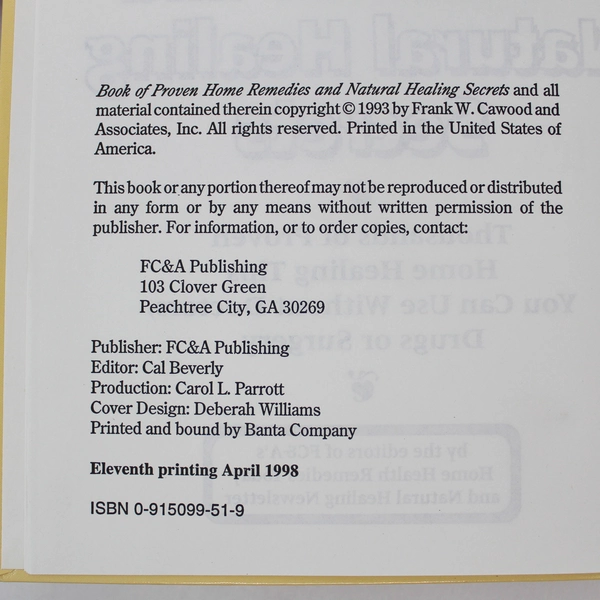 Book of Proven Home Remedies and Natural Healing Secrets and all
material contained therein copyright © 1993 by Frank W. Cawood and
Associates, Inc. All rights reserved. Printed in the United States of
America.
This book or any portion thereof may not be reproduced or distributed
in any form or by any means without written permission of the
publisher. For information, or to order copies, contact:
FC&A Publishing
103 Clover Green
Peachtree City, GA 30269
Publisher: FC&A Publishing
Editor: Cal Beverly
Production: Carol L. Parrott
Cover Design: Deberah Williams
Printed and bound by Banta Company
Eleventh printing April 1998
ISBN 0-915099-51-9